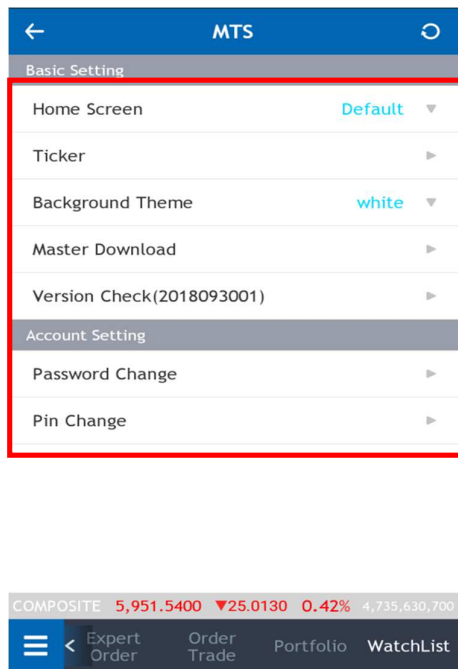 MTS
Basic Setting
Home Screen Default
Ticker
Background Theme white
Master Download
Version Check(2018093001)
Account Setting
Password Change
Pin Change
COMPOSITE 5,951.5400 ▼25.0130 0.42% 4,735,630,700
Expert Order Order Trade Portfolio WatchList